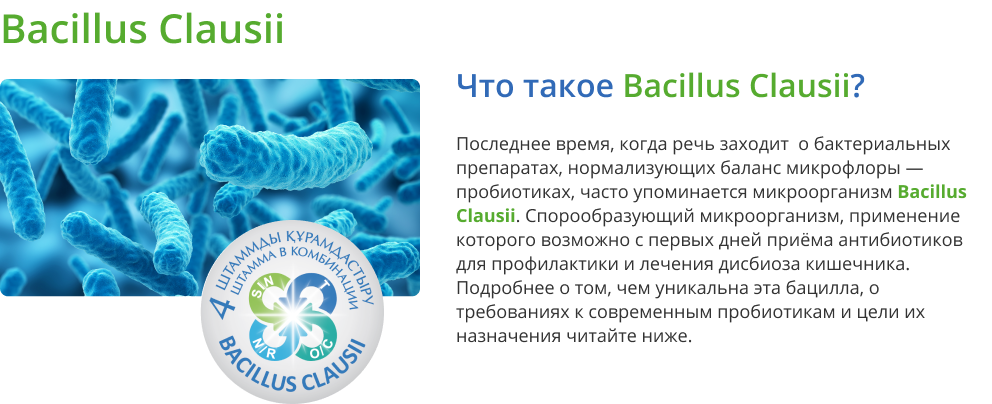 Bacillus Clausii
Что такое Bacillus Clausii?
Последнее время, когда речь заходит о бактериальных
препаратах, нормализующих баланс микрофлоры —
пробиотиках, часто упоминается микроорганизм Bacillus
Clausii. Спорообразующий микроорганизм, применение
которого возможно с первых дней приёма антибиотиков
для профилактики и лечения дисбиоза кишечника.
Подробнее о том, чем уникальна эта бацилла, о
требованиях к современным пробиотикам и цели их
назначения читайте ниже.
4 ШТАММДЫ ҚҰРАМДАСТЫРУ
ШТАММА В КОМБИНАЦИИ
SIN
T
N/R
O/C
BACILLUS CLAUSII